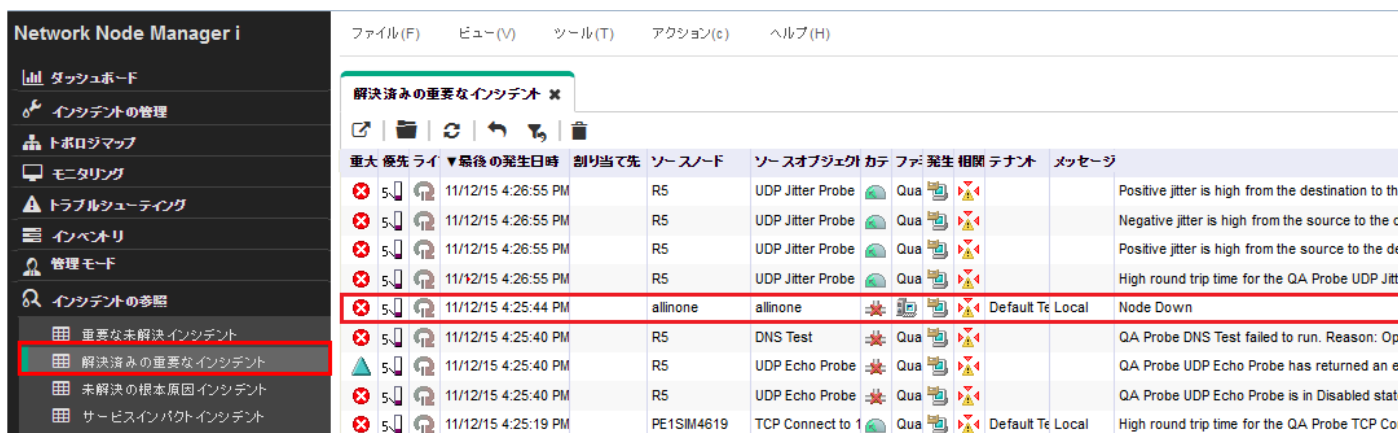 Network Node Manager i
ファイル(F) ビュー(V) ツール(T) アクション(c) ヘルプ(H)
ダッシュボード
インシデントの管理
トポロジマップ
モニタリング
トラブルシューティング
インベントリ
管理モード
インシデントの参照
重要な未解決インシデント
解決済みの重要なインシデント
未解決の根本原因インシデント
サービスインパクトインシデント
解決済みの重要なインシデント ✖
重大 優先 ライ ▼最後の発生日時 割り当て先 ソースノード ソースオブジェクト カテ ファミ 発生 相関 テナント メッセージ
5 11/12/15 4:26:55 PM R5 UDP Jitter Probe Qua Positive jitter is high from the destination to th
5 11/12/15 4:26:55 PM R5 UDP Jitter Probe Qua Negative jitter is high from the source to the
5 11/12/15 4:26:55 PM R5 UDP Jitter Probe Qua Positive jitter is high from the source to the de
5 11/12/15 4:26:55 PM R5 UDP Jitter Probe Qua High round trip time for the QA Probe UDP Jitt
5 11/12/15 4:25:44 PM allinone allinone Default Te Local Node Down
5 11/12/15 4:25:40 PM R5 DNS Test Qua QA Probe DNS Test failed to run. Reason: Op
5 11/12/15 4:25:40 PM R5 UDP Echo Probe Qua QA Probe UDP Echo Probe has returned an e
5 11/12/15 4:25:40 PM R5 UDP Echo Probe Qua QA Probe UDP Echo Probe is in Disabled stat
5 11/12/15 4:25:19 PM PE1SIM4619 TCP Connect to 1 Qua Default Te Local High round trip time for the QA Probe TCP Co